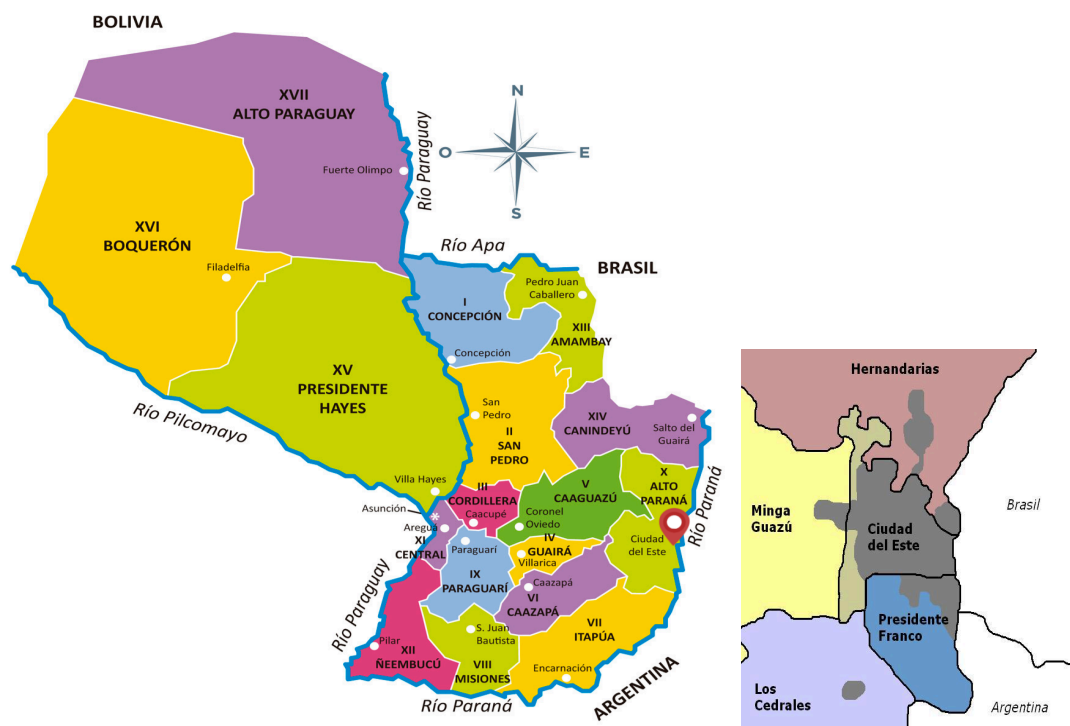 BOLIVIA
XVII
ALTO PARAGUAY
Fuerte Olimpo
Río Paraguay
N
O
E
S
XVI
BOQUERÓN
Filadelfia
Río Apa
BRASIL
Pedro Juan
Caballero
I
CONCEPCIÓN
Concepción
XIII
AMAMBAY
XV
PRESIDENTE
HAYES
Río Pilcomayo
San
Pedro
II
SAN
PEDRO
XIV
CANINDEYÚ
Salto del
Guairá
Villa Hayes
Asunción
*
III
CORDILLERA
Caacupé
V
CAAGUAZÚ
Coronel
Oviedo
X
ALTO
PARANÁ
Río Paraná
Ciudad
del Este
Areguá
XI
CENTRAL
Paraguarí
IX
PARAGUARÍ
IV
GUAIRÁ
Villarica
Caazapá
VI
CAAZAPÁ
VII
ITAPÚA
Encarnación
Río Paraguay
Pilar
XII
ÑEEMBUCÚ
S. Juan
Bautista
VIII
MISIONES
Río Paraná
ARGENTINA
Hernandarias
Minga
Guazú
Ciudad
del Este
Brasil
Presidente
Franco
Los
Cedrales
Argentina